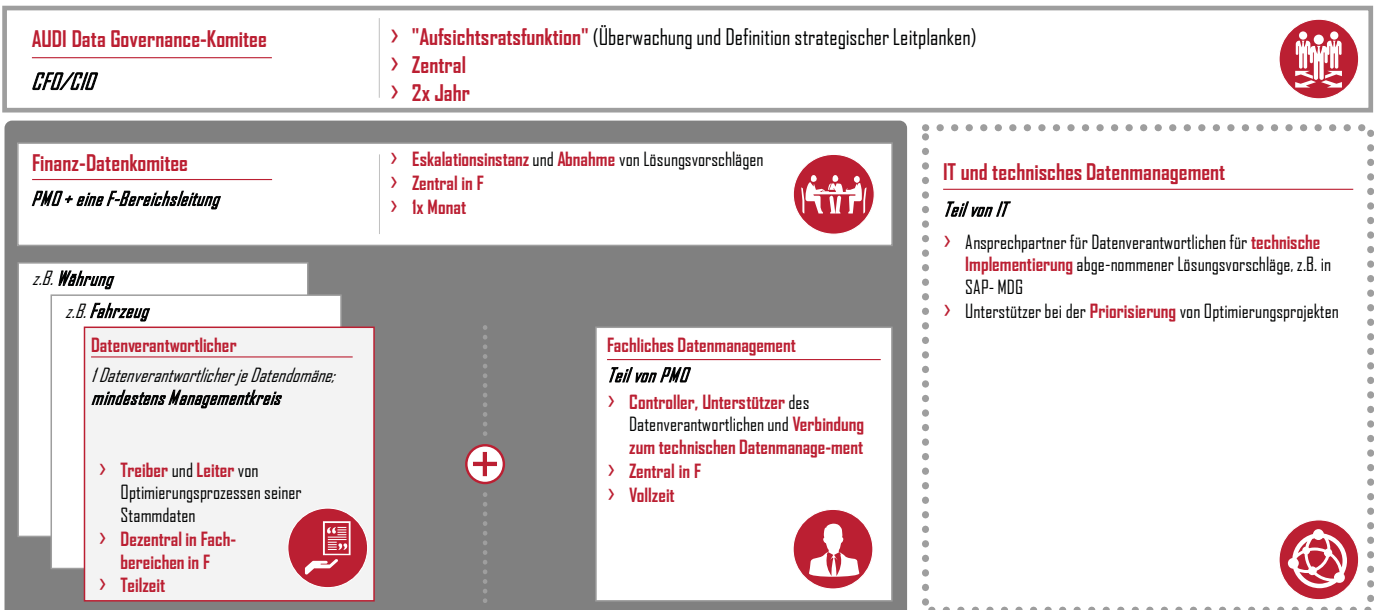 AUDI Data Governance-Komitee
CFO/CIO
› "Aufsichtsratsfunktion" (Überwachung und Definition strategischer Leitplanken)
› Zentral
› 2x Jahr
Finanz-Datenkomitee
PMO + eine F-Bereichsleitung
› Eskalationsinstanz und Abnahme von Lösungsvorschlägen
› Zentral in F
› 1x Monat
z.B. Währung
z.B. Fahrzeug
Datenverantwortlicher
1 Datenverantwortlicher je Datendomäne;
mindestens Managementkreis
› Treiber und Leiter von
Optimierungsprozessen seiner
Stammdaten
› Dezentral in Fach-
bereichen in F
› Teilzeit
Fachliches Datenmanagement
Teil von PMO
› Controller, Unterstützer des
Datenverantwortlichen und Verbindung
zum technischen Datenmanage-ment
› Zentral in F
› Vollzeit
IT und technisches Datenmanagement
Teil von IT
› Ansprechpartner für Datenverantwortlichen für technische
Implementierung abge-nommener Lösungsvorschläge, z.B. in
SAP- MDG
› Unterstützer bei der Priorisierung von Optimierungsprojekten